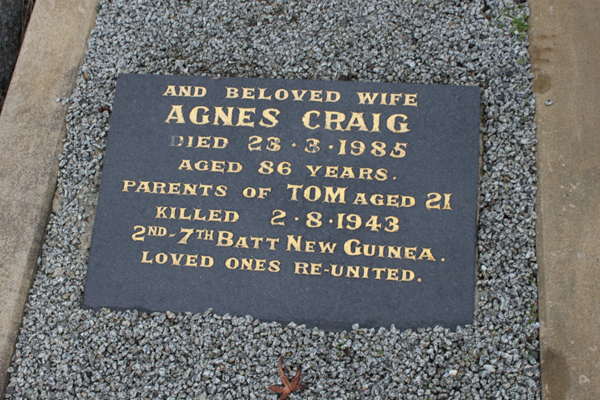 AND BELOVED WIFE
AGNES CRAIG
DIED 23·3·1985
AGED 86 YEARS.
PARENTS OF TOM AGED 21
KILLED 2·8·1943
2ND-7TH BATT NEW GUINEA.
LOVED ONES RE-UNITED.